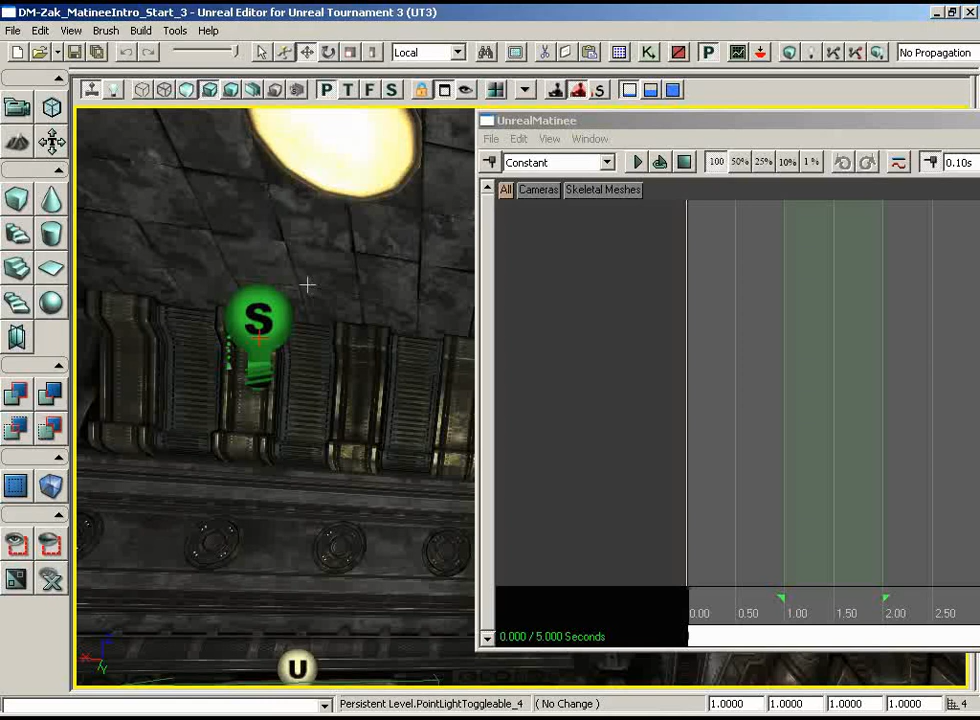 DM-Zak_MatineeIntro_Start_3 - Unreal Editor for Unreal Tournament 3 (UT3)
File Edit View Brush Build Tools Help
Local No Propagation
P T F S S
UnrealMatinee
File Edit View Window
Constant 100 50% 25% 10% 1% 0.10s
All Cameras Skeletal Meshes
S
0.00 0.50 1.00 1.50 2.00 2.50
0.000 / 5.000 Seconds
U
X Z Y
Persistent Level.PointLightToggleable_4 ( No Change ) 1.0000 1.0000 1.0000 1.0000 4